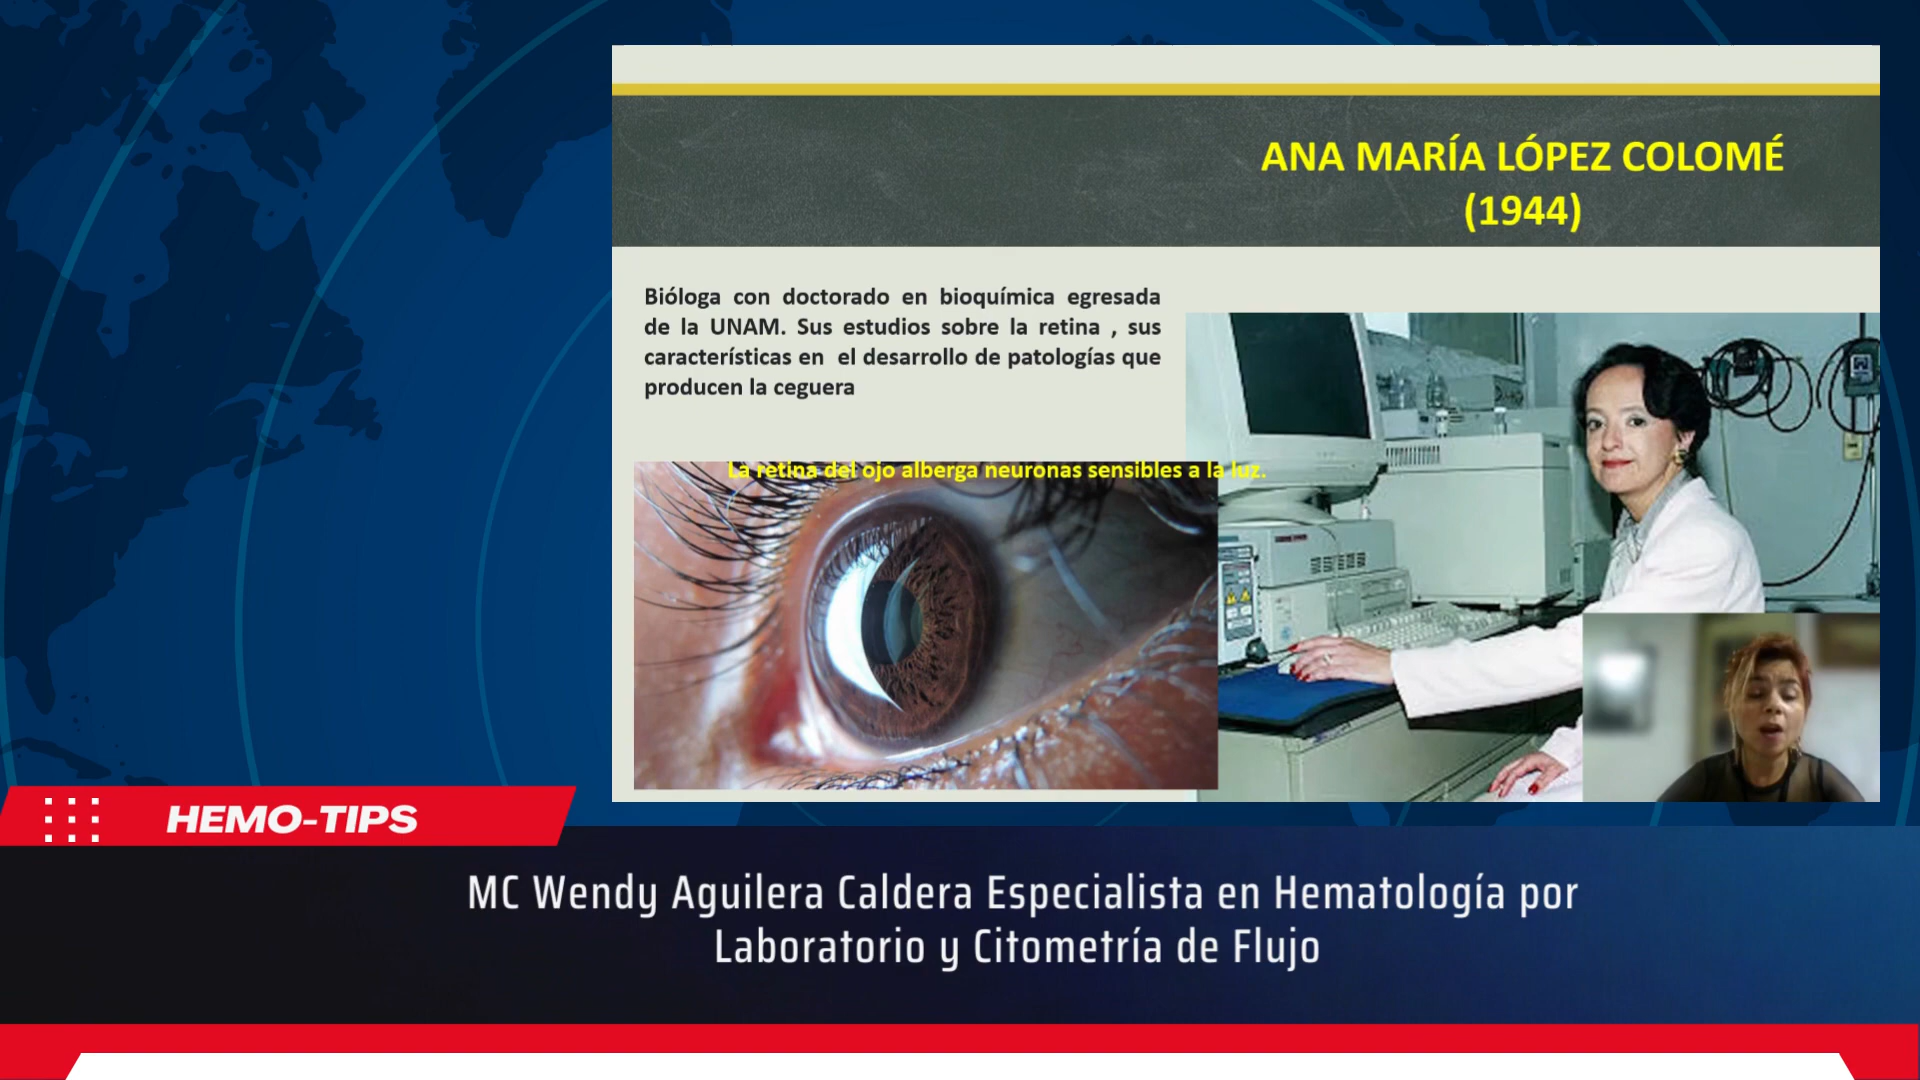 ANA MARÍA LÓPEZ COLOMÉ
(1944)
Bióloga con doctorado en bioquímica egresada
de la UNAM. Sus estudios sobre la retina , sus
características en el desarrollo de patologías que
producen la ceguera
La retina del ojo alberga neuronas sensibles a la luz.
HEMO-TIPS
MC Wendy Aguilera Caldera Especialista en Hematología por
Laboratorio y Citometría de Flujo